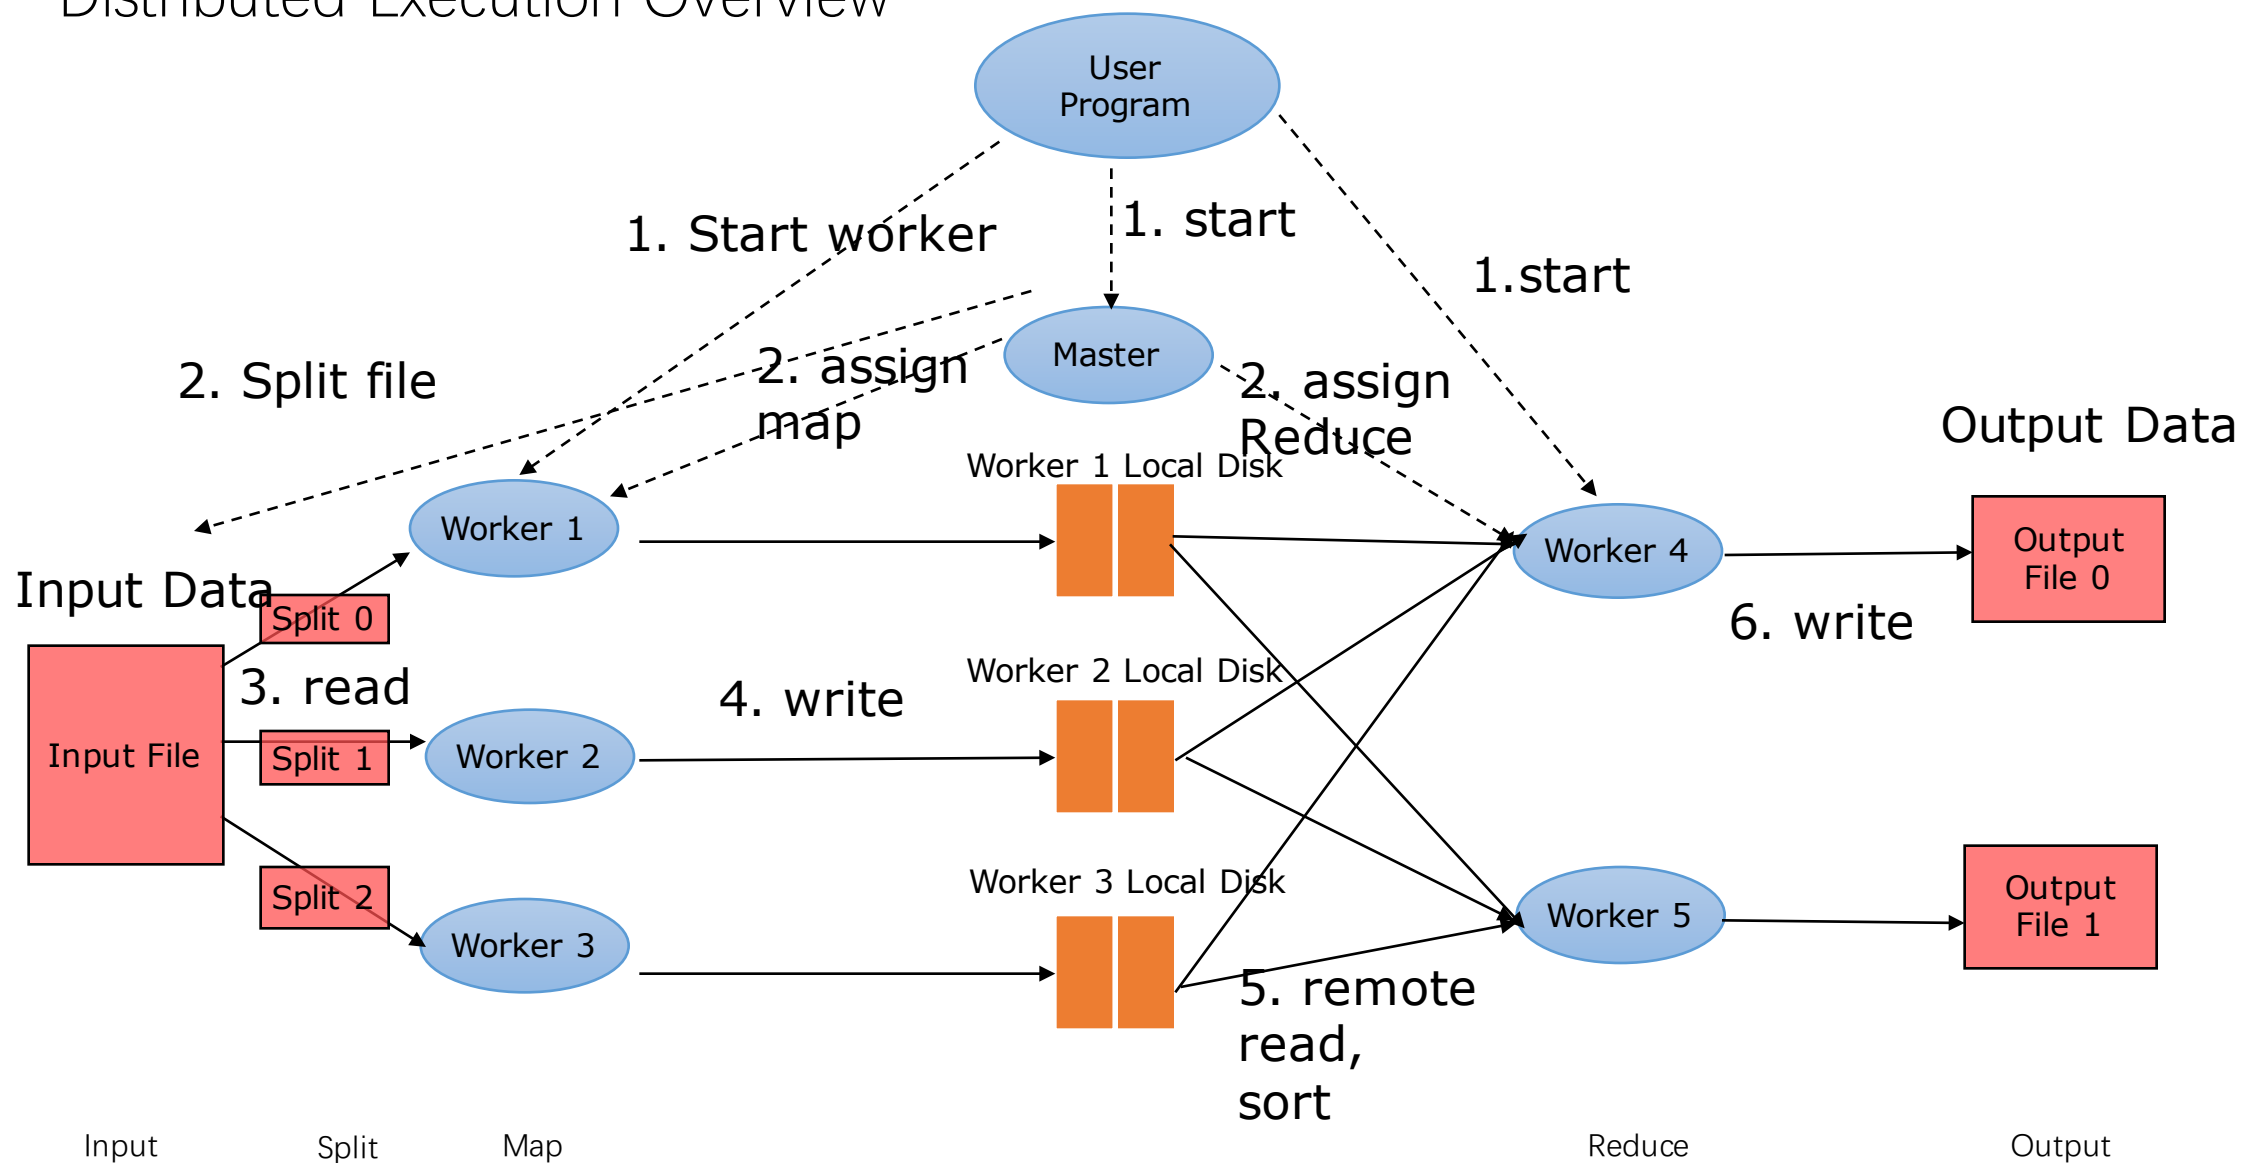 Distributed Execution Overview
User
Program
1. Start worker
1. start
1.start
Master
2. Split file
2. assign
map
2. assign
Reduce
Output Data
Worker 1 Local Disk
Worker 1
Worker 4
Output
File 0
Input Data
Split 0
6. write
3. read
Worker 2 Local Disk
4. write
Input File
Split 1
Worker 2
Worker 3 Local Disk
Split 2
Worker 3
Worker 5
Output
File 1
5. remote
read,
sort
Input
Split
Map
Reduce
Output